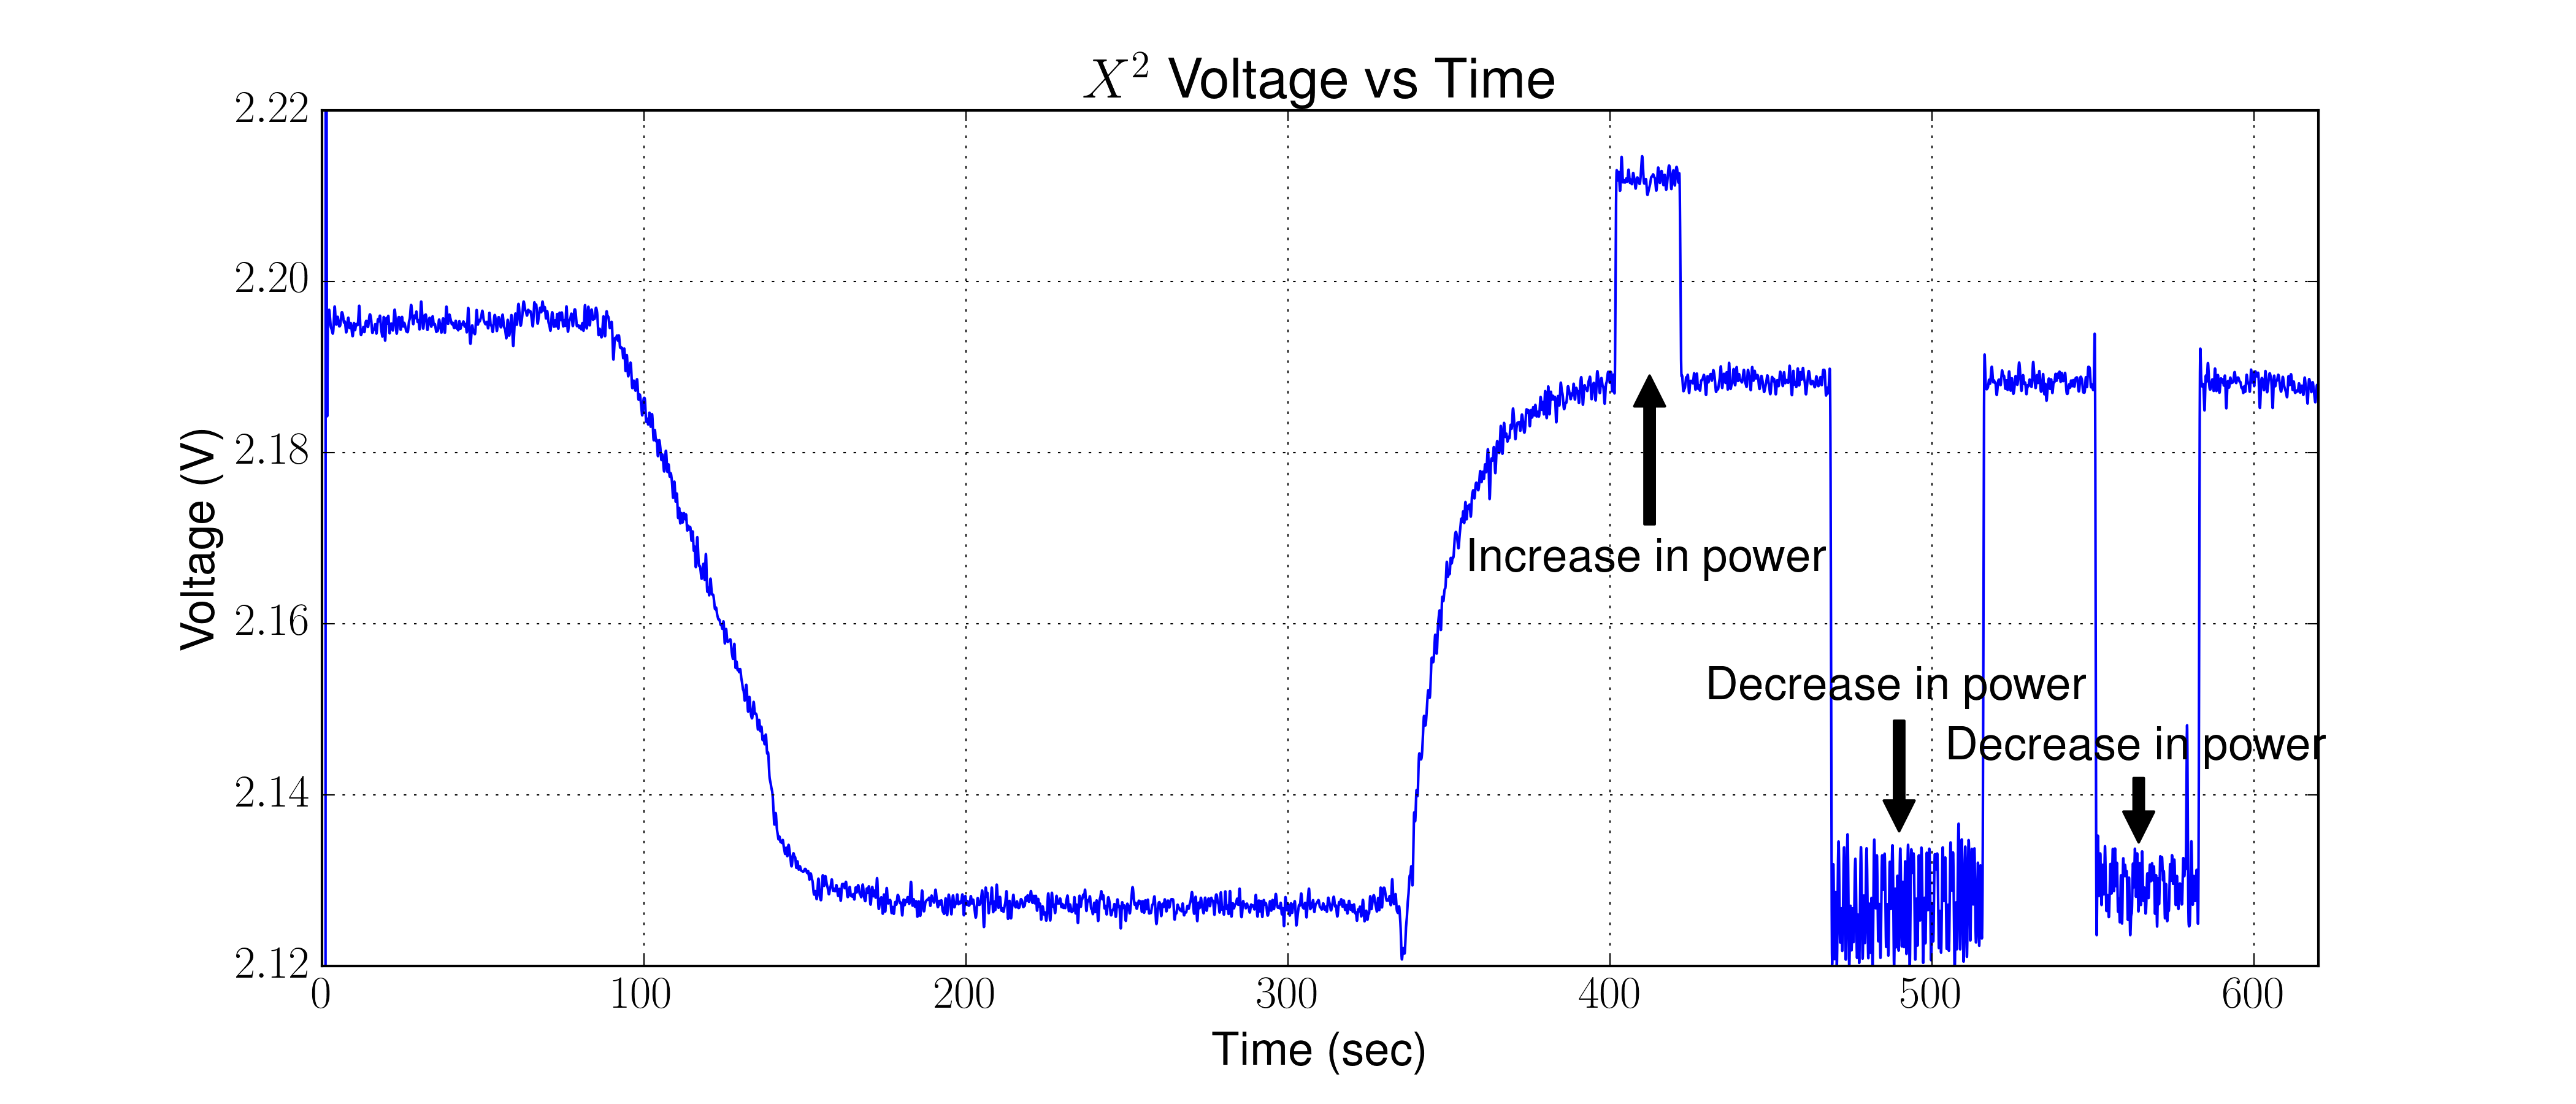 X² Voltage vs Time
2.22
2.20
2.18
2.16
2.14
2.12
Voltage (V)
Increase in power
Decrease in power
Decrease in power
0 100 200 300 400 500 600
Time (sec)